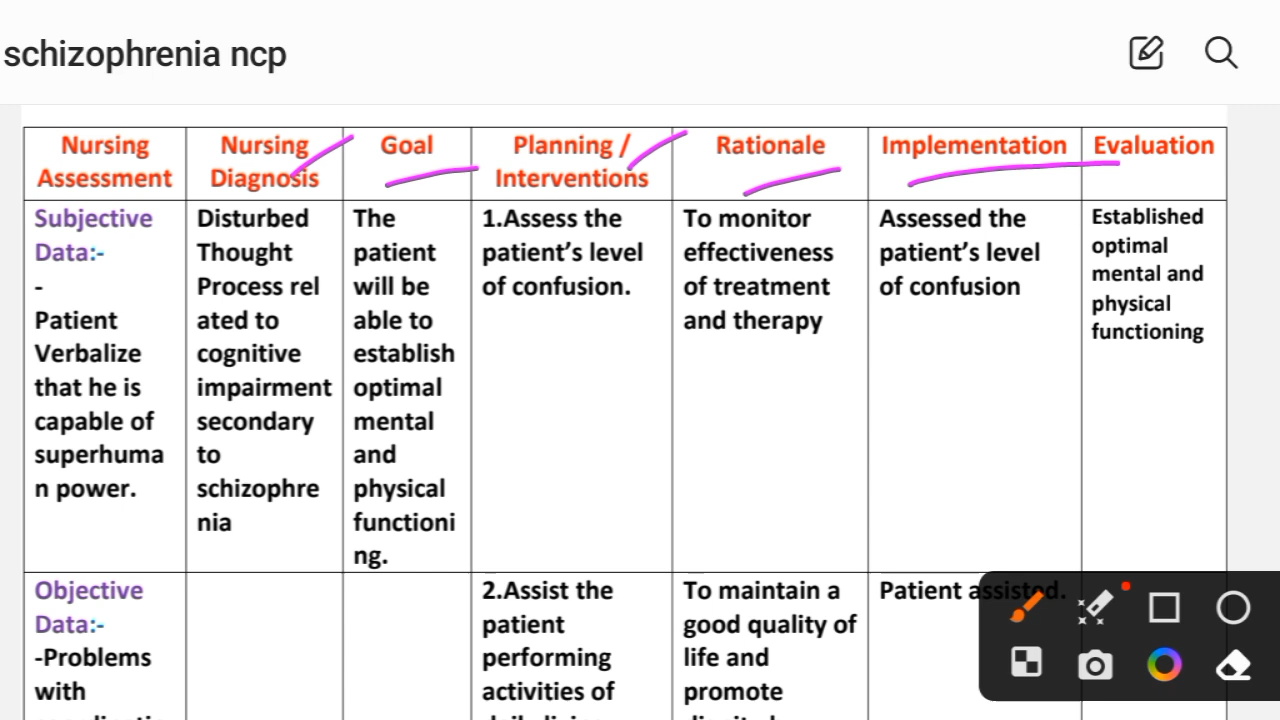 schizophrenia ncp
Nursing
Assessment
Nursing
Diagnosis
Goal
Planning /
Interventions
Rationale
Implementation
Evaluation
Subjective
Data:-
-
Patient
Verbalize
that he is
capable of
superhuma
n power.
Disturbed
Thought
Process rel
ated to
cognitive
impairment
secondary
to
schizophre
nia
The
patient
will be
able to
establish
optimal
mental
and
physical
functioni
ng.
1.Assess the
patient’s level
of confusion.
To monitor
effectiveness
of treatment
and therapy
Assessed the
patient’s level
of confusion
Established
optimal
mental and
physical
functioning
Objective
Data:-
-Problems
with
2.Assist the
patient
performing
activities of
To maintain a
good quality of
life and
promote
Patient assisted.